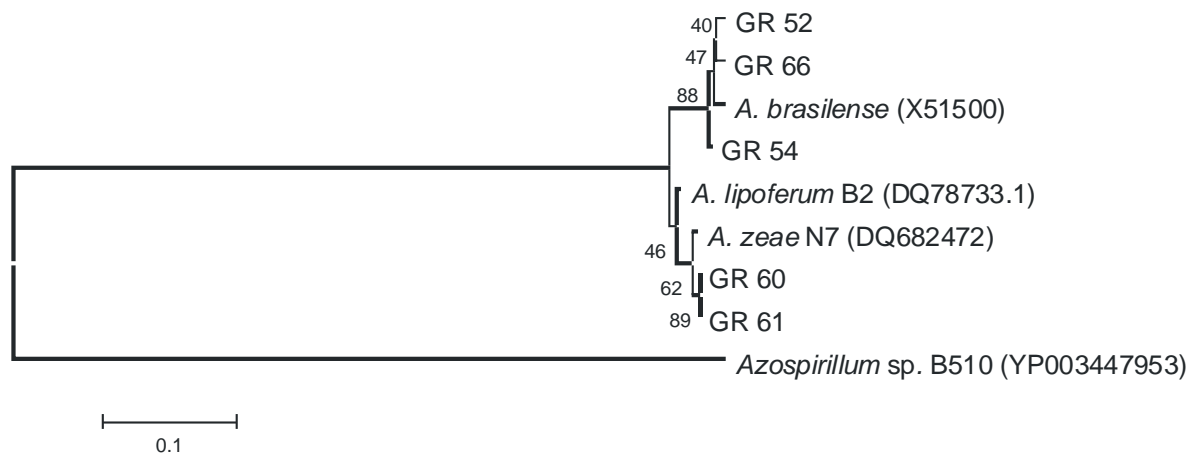 40
GR 52
47
GR 66
88
A. brasilense (X51500)
GR 54
A. lipoferum B2 (DQ78733.1)
A. zeae N7 (DQ682472)
46
GR 60
62
GR 61
89
Azospirillum sp. B510 (YP003447953)
0.1